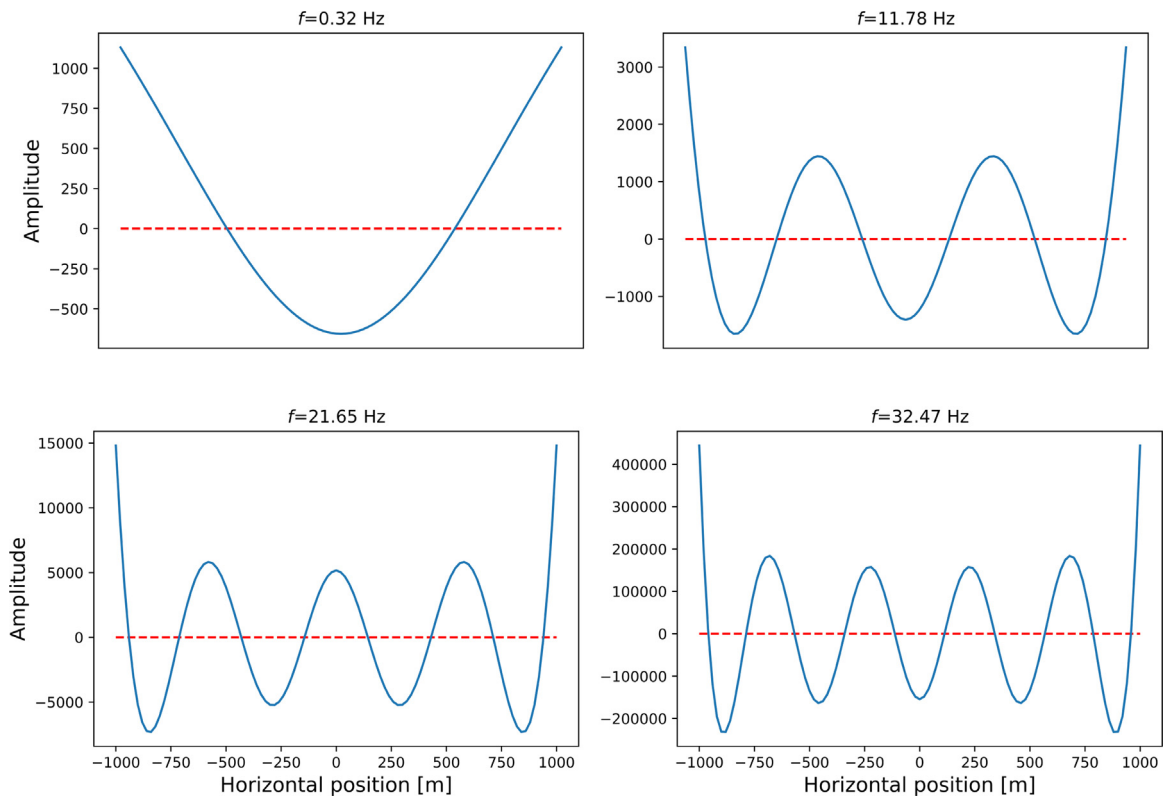 f=0.32 Hz
f=11.78 Hz
Amplitude
1000
750
500
250
0
−250
−500
3000
2000
1000
0
−1000
f=21.65 Hz
f=32.47 Hz
Amplitude
15000
10000
5000
0
−5000
400000
300000
200000
100000
0
−100000
−200000
−1000 −750 −500 −250 0 250 500 750 1000
−1000 −750 −500 −250 0 250 500 750 1000
Horizontal position [m]
Horizontal position [m]